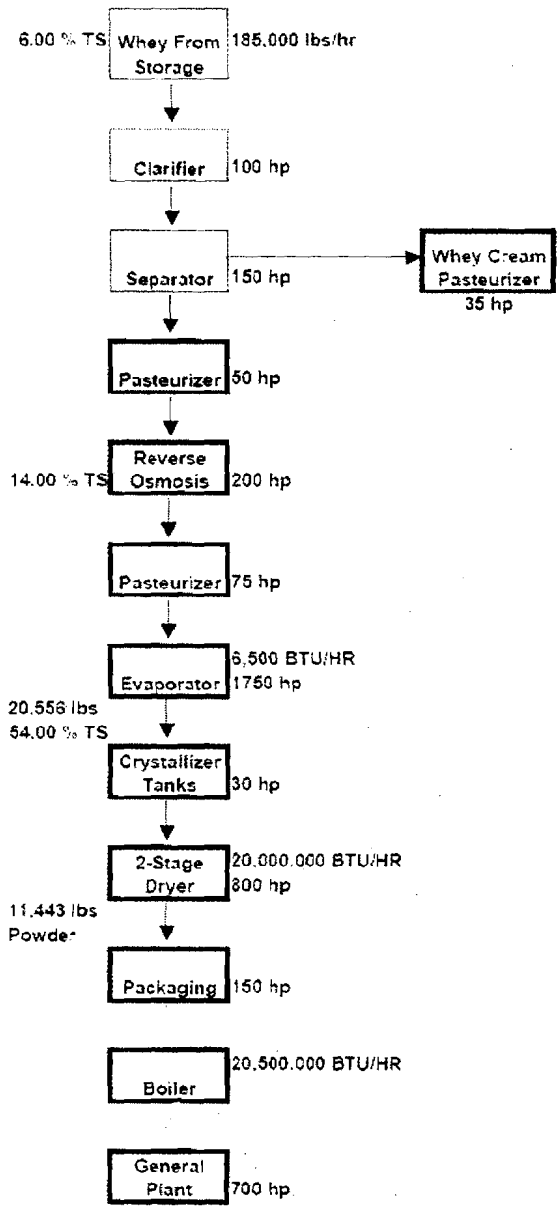 6.00 % TS
Whey From
Storage
185,000 lbs/hr
Clarifier
100 hp
Separator
150 hp
Whey Cream
Pasteurizer
35 hp
Pasteurizer
50 hp
14.00 % TS
Reverse
Osmosis
200 hp
Pasteurizer
75 hp
Evaporator
6,500 BTU/HR
1750 hp
20,556 lbs
54.00 % TS
Crystallizer
Tanks
30 hp
2-Stage
Dryer
20,000,000 BTU/HR
800 hp
11,443 lbs
Powder
Packaging
150 hp
Boiler
20,500,000 BTU/HR
General
Plant
700 hp